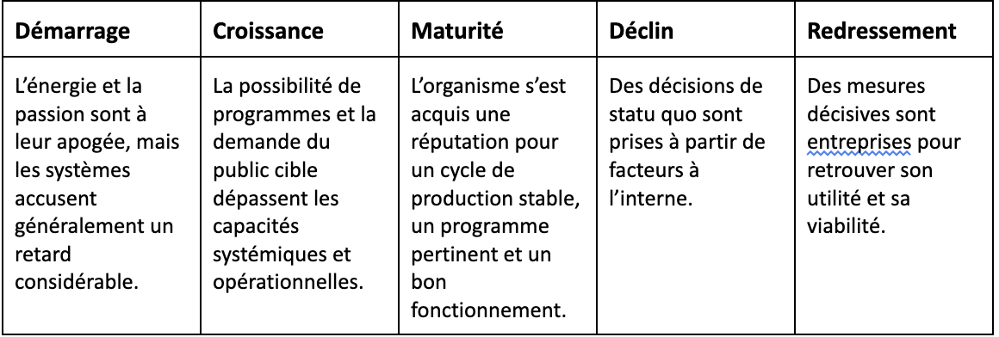 Démarrage
Croissance
Maturité
Déclin
Redressement
L’énergie et la
passion sont à
leur apogée, mais
les systèmes
accusent
généralement un
retard
considérable.
La possibilité de
programmes et la
demande du
public cible
dépassent les
capacités
systémiques et
opérationnelles.
L’organisme s’est
acquis une
réputation pour
un cycle de
production stable,
un programme
pertinent et un
bon
fonctionnement.
Des décisions de
statu quo sont
prises à partir de
facteurs à
l’interne.
Des mesures
décisives sont
entreprises pour
retrouver son
utilité et sa
viabilité.